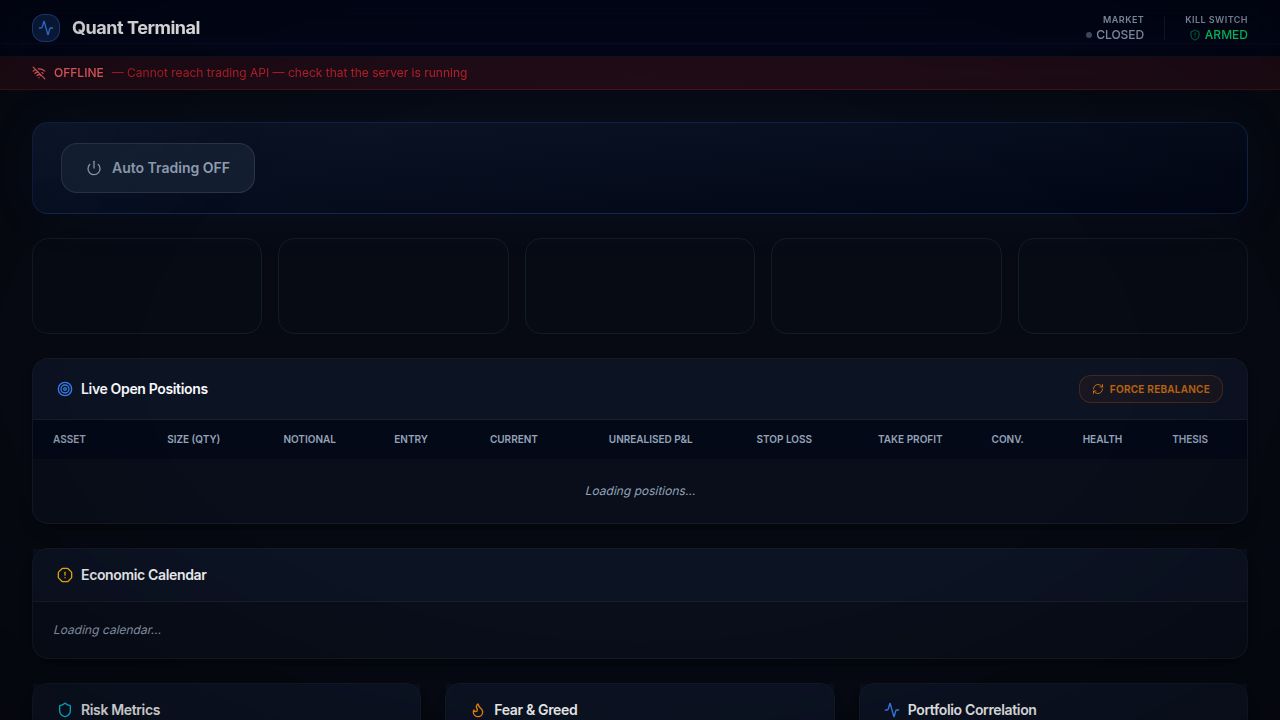 Quant Terminal
MARKET
CLOSED
KILL SWITCH
ARMED
OFFLINE — Cannot reach trading API — check that the server is running
Auto Trading OFF
Live Open Positions
FORCE REBALANCE
ASSET SIZE (QTY) NOTIONAL ENTRY CURRENT UNREALISED P&L STOP LOSS TAKE PROFIT CONV. HEALTH THESIS
Loading positions...
Economic Calendar
Loading calendar...
Risk Metrics
Fear & Greed
Portfolio Correlation